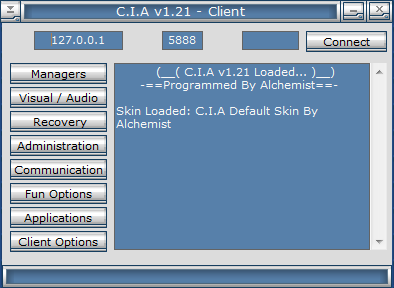 C.I.A v1.21 - Client
127.0.0.1 5888 Connect
Managers
Visual / Audio
Recovery
Administration
Communication
Fun Options
Applications
Client Options
(__( C.I.A v1.21 Loaded... )__)
-==Programmed By Alchemist==-
Skin Loaded: C.I.A Default Skin By
Alchemist